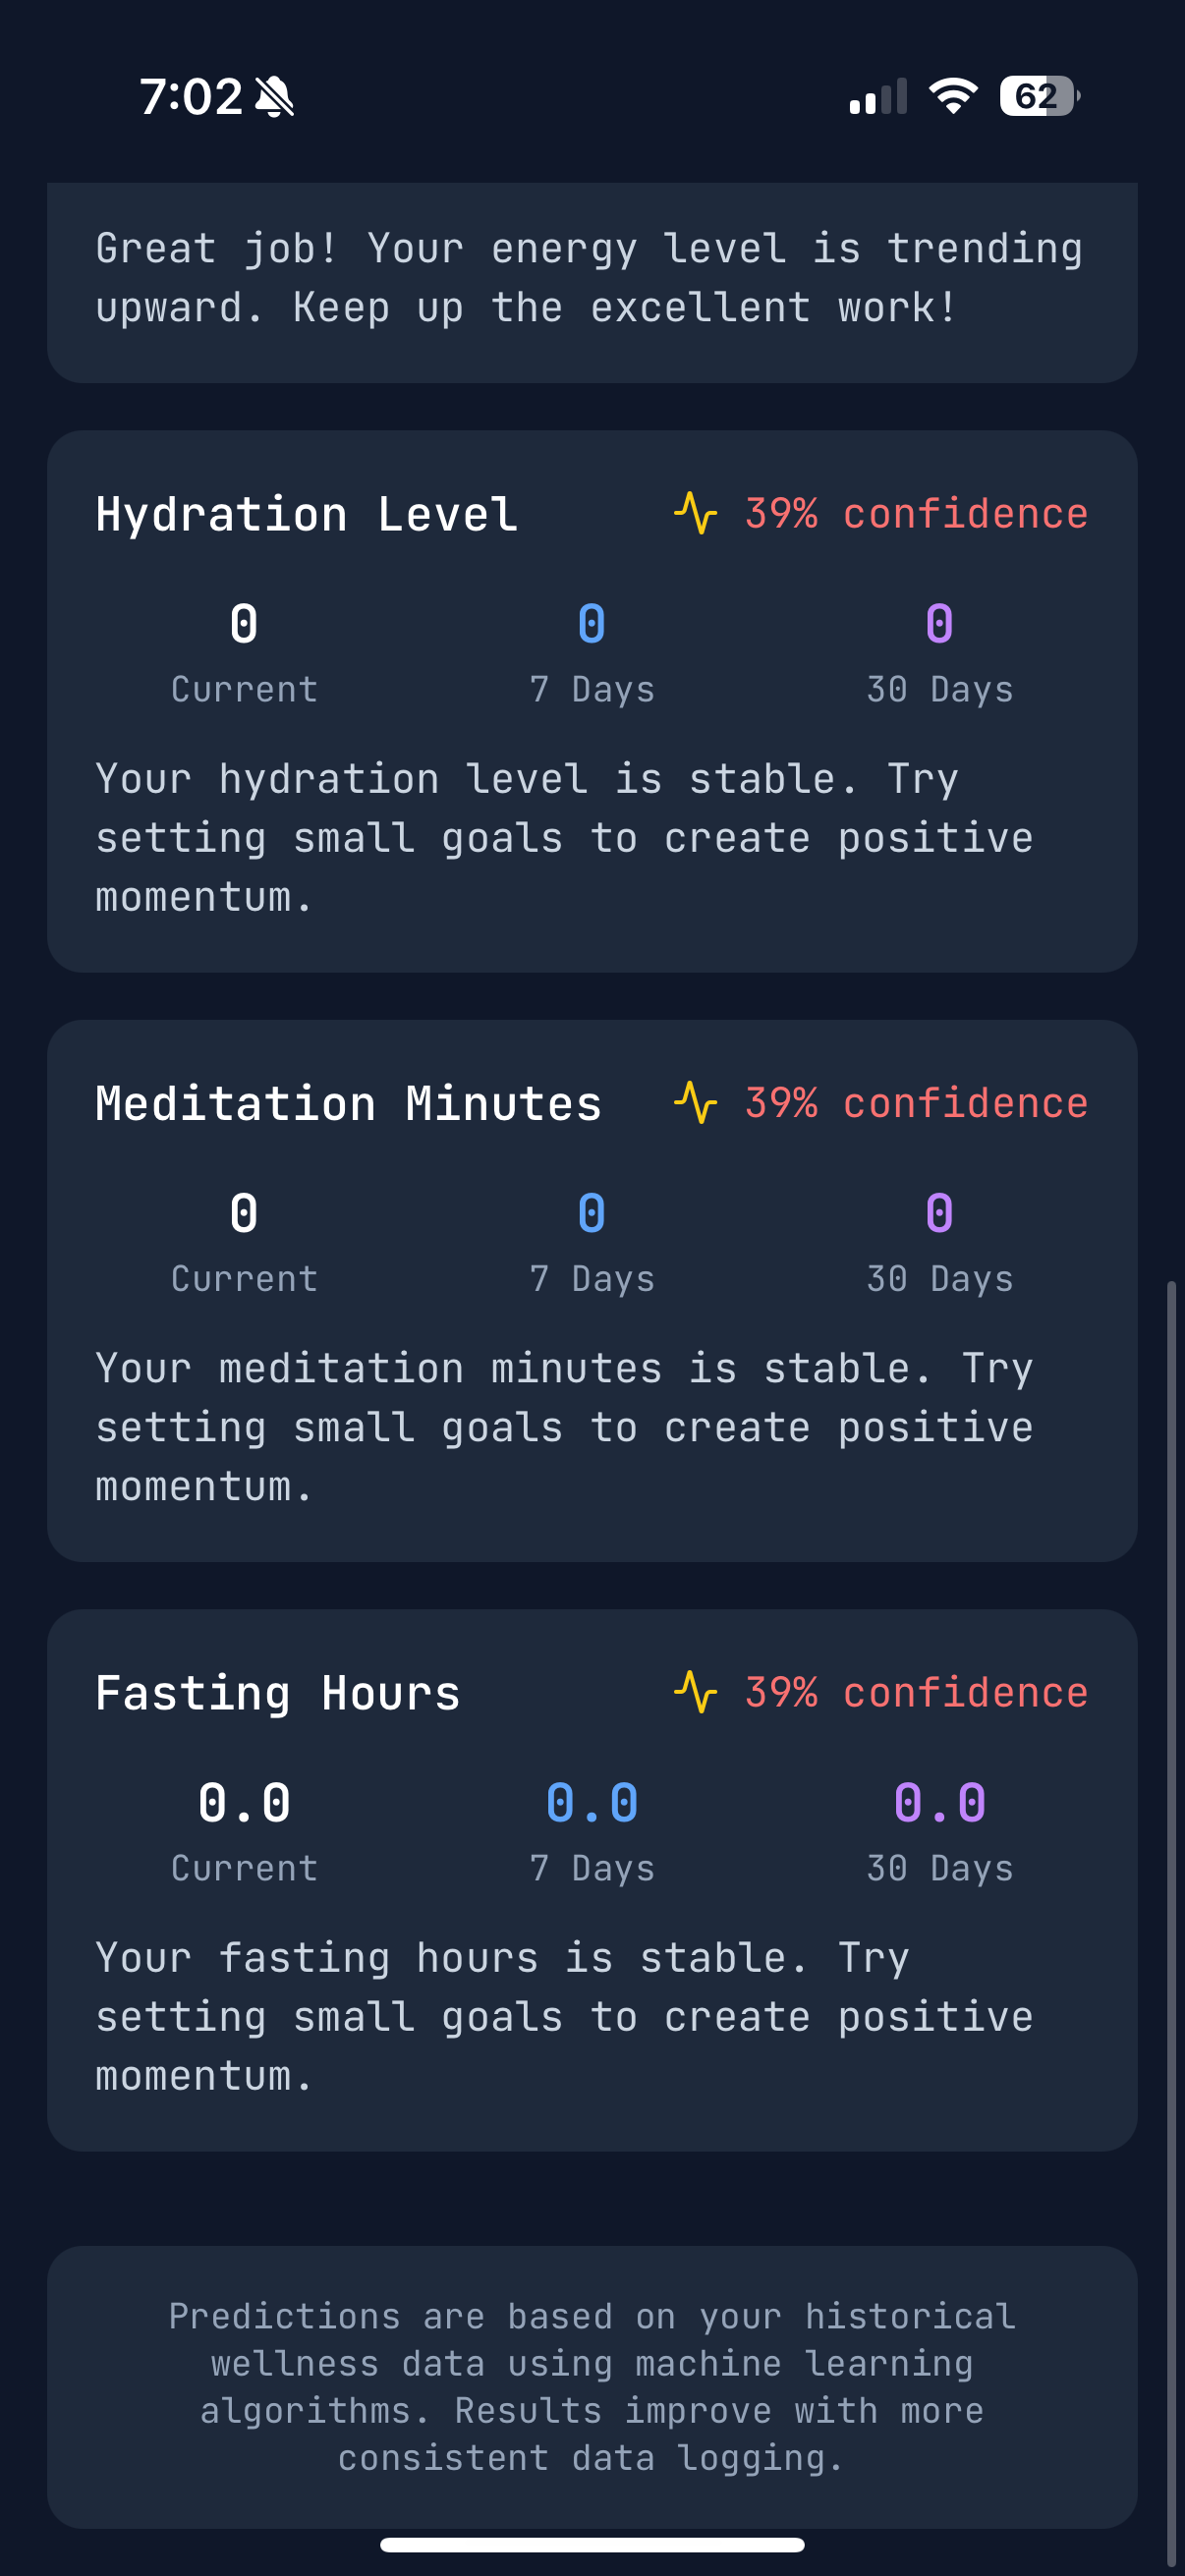 7:02
62
Great job! Your energy level is trending
upward. Keep up the excellent work!
Hydration Level
39% confidence
0
0
0
Current
7 Days
30 Days
Your hydration level is stable. Try
setting small goals to create positive
momentum.
Meditation Minutes
39% confidence
0
0
0
Current
7 Days
30 Days
Your meditation minutes is stable. Try
setting small goals to create positive
momentum.
Fasting Hours
39% confidence
0.0
0.0
0.0
Current
7 Days
30 Days
Your fasting hours is stable. Try
setting small goals to create positive
momentum.
Predictions are based on your historical
wellness data using machine learning
algorithms. Results improve with more
consistent data logging.